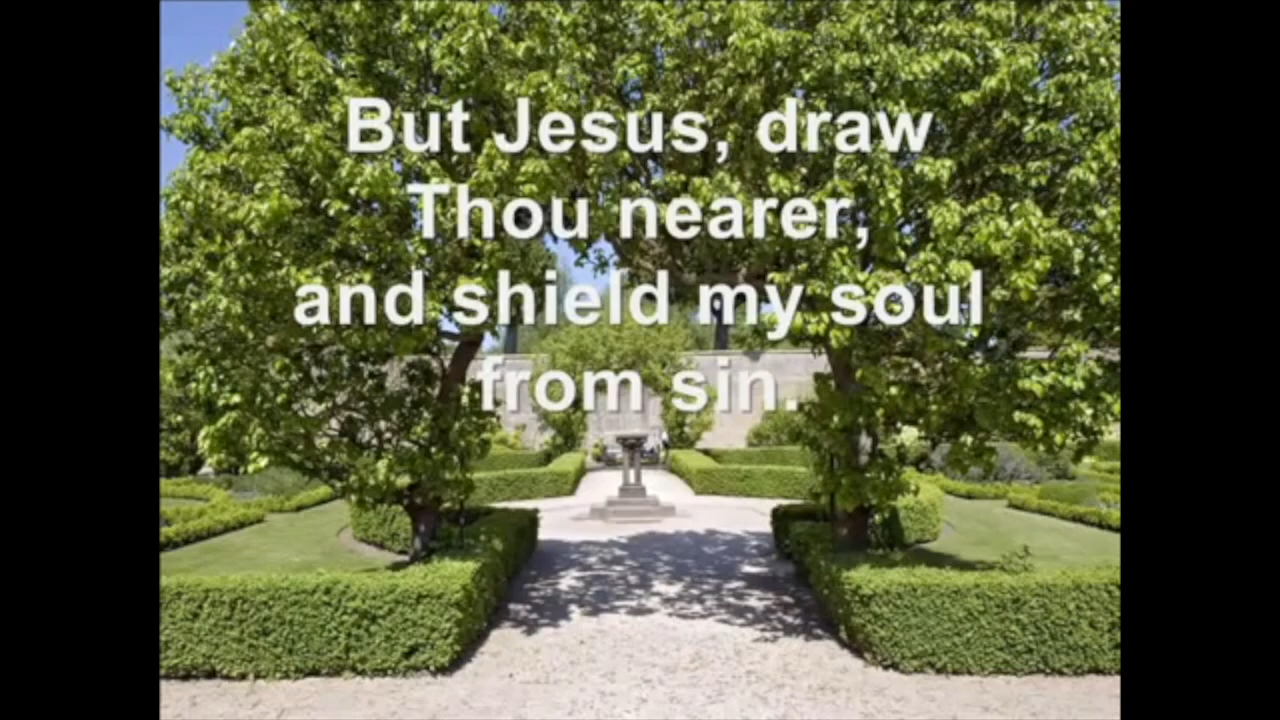 But Jesus, draw
Thou nearer,
and shield my soul
from sin.